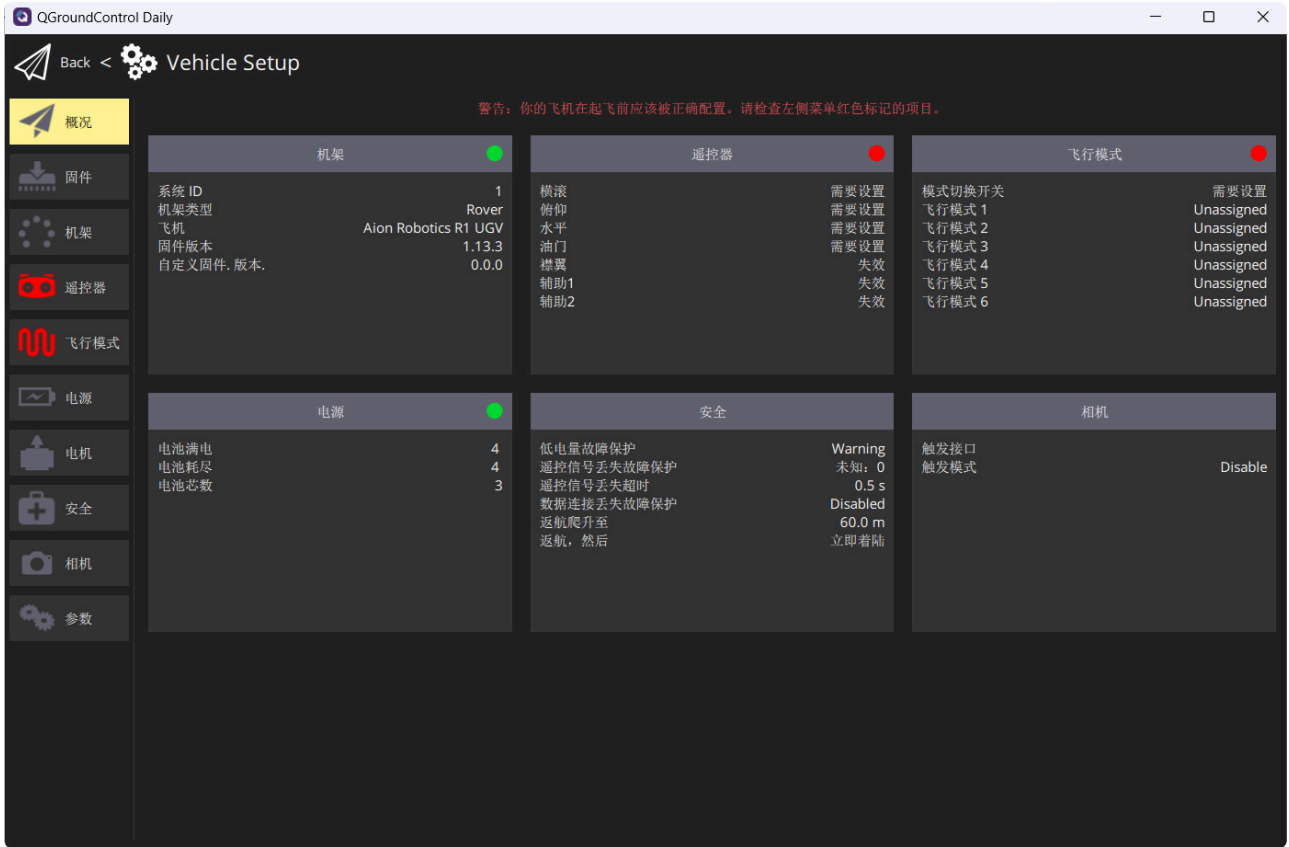 QGroundControl Daily
Back < Vehicle Setup
警告：你的飞机在起飞前应该被正确配置。请检查左侧菜单红色标记的项目。
概况
固件
机架
遥控器
飞行模式
电源
电机
安全
相机
参数
机架
系统 ID 1
机架类型 Rover
飞机 Aion Robotics R1 UGV
固件版本 1.13.3
自定义固件. 版本. 0.0.0
遥控器
横滚 需要设置
俯仰 需要设置
水平 需要设置
油门 需要设置
襟翼 失效
辅助1 失效
辅助2 失效
飞行模式
模式切换开关 需要设置
飞行模式 1 Unassigned
飞行模式 2 Unassigned
飞行模式 3 Unassigned
飞行模式 4 Unassigned
飞行模式 5 Unassigned
飞行模式 6 Unassigned
电源
电池满电 4
电池耗尽 4
电池芯数 3
安全
低电量故障保护 Warning
遥控信号丢失故障保护 未知：0
遥控信号丢失超时 0.5 s
数据连接丢失故障保护 Disabled
返航爬升至 60.0 m
返航，然后 立即着陆
相机
触发接口
触发模式 Disable